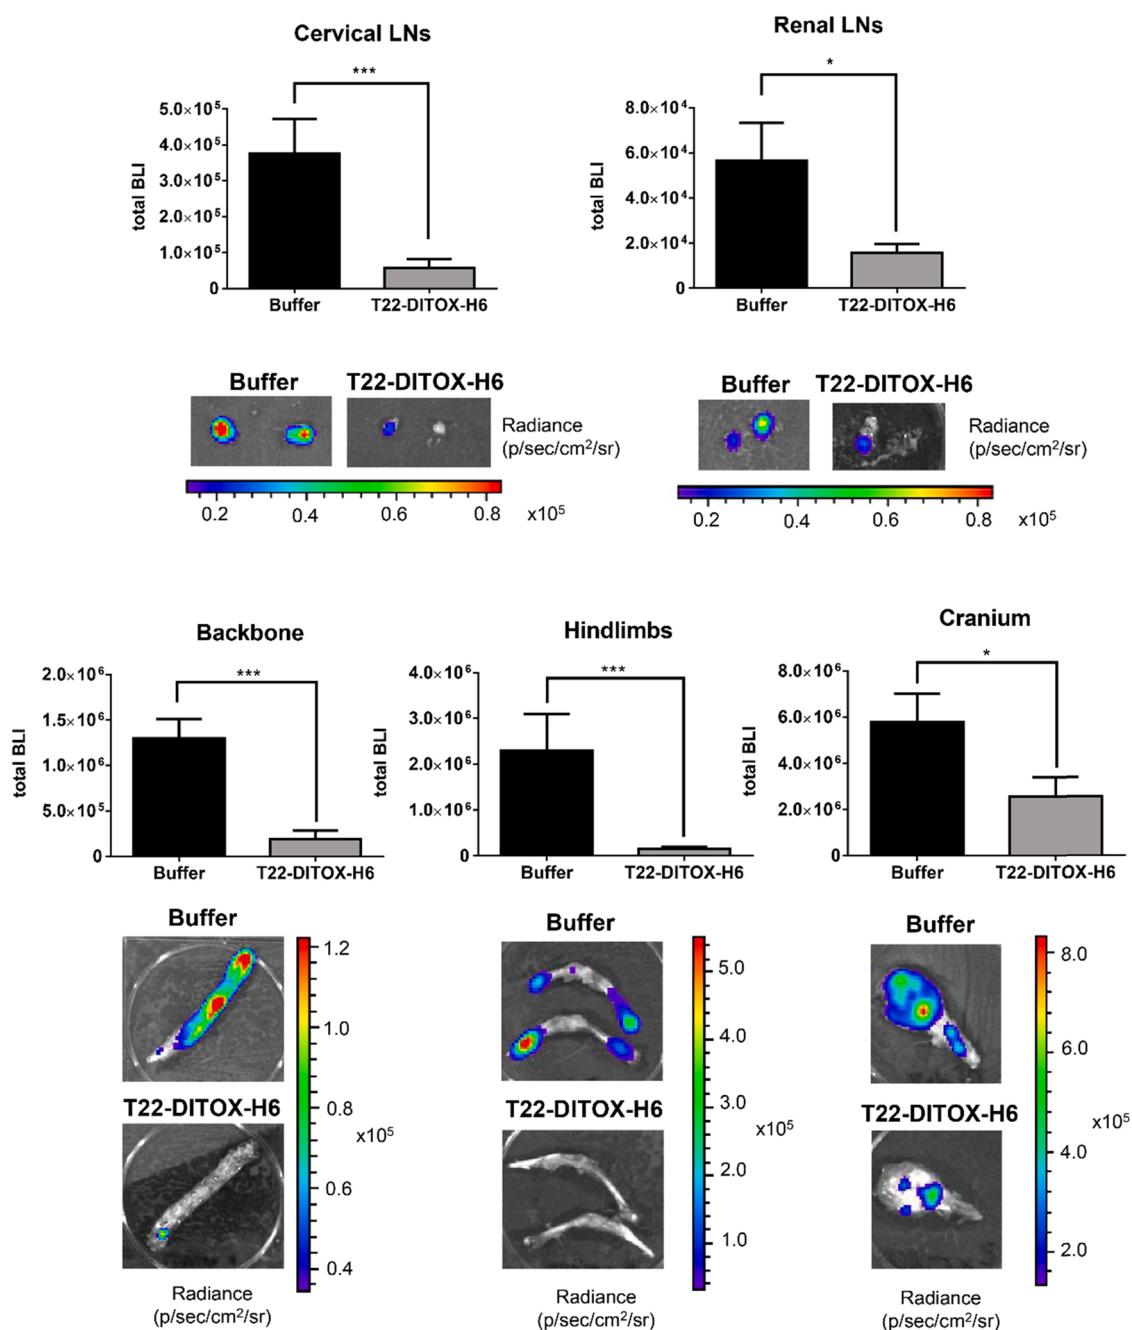 Cervical LNs
***
total BLI
5.0×10⁵
4.0×10⁵
3.0×10⁵
2.0×10⁵
1.0×10⁵
0
Buffer T22-DITOX-H6
Renal LNs
*
total BLI
8.0×10⁴
6.0×10⁴
4.0×10⁴
2.0×10⁴
0
Buffer T22-DITOX-H6
Buffer T22-DITOX-H6
Radiance
(p/sec/cm²/sr)
0.2 0.4 0.6 0.8 x10⁵
Buffer T22-DITOX-H6
Radiance
(p/sec/cm²/sr)
0.2 0.4 0.6 0.8 x10⁵
Backbone
***
total BLI
2.0×10⁶
1.5×10⁶
1.0×10⁶
5.0×10⁵
0
Buffer T22-DITOX-H6
Hindlimbs
***
total BLI
4.0×10⁶
3.0×10⁶
2.0×10⁶
1.0×10⁶
0
Buffer T22-DITOX-H6
Cranium
*
total BLI
8.0×10⁶
6.0×10⁶
4.0×10⁶
2.0×10⁶
0
Buffer T22-DITOX-H6
Buffer
T22-DITOX-H6
1.2
1.0
0.8
x10⁵
0.6
0.4
Radiance
(p/sec/cm²/sr)
Buffer
T22-DITOX-H6
5.0
4.0
3.0
x10⁵
2.0
1.0
Radiance
(p/sec/cm²/sr)
Buffer
T22-DITOX-H6
8.0
6.0
x10⁵
4.0
2.0
Radiance
(p/sec/cm²/sr)